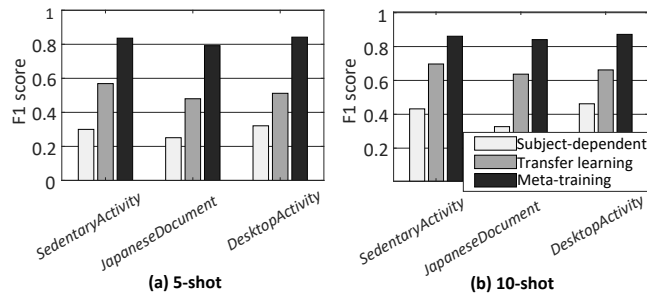 1
0.8
0.6
0.4
0.2
0
F1 score
SedentaryActivity
JapaneseDocument
DesktopActivity
(a) 5-shot
1
0.8
0.6
0.4
0.2
F1 score
Subject-dependent
Transfer learning
Meta-training
SedentaryActivity
JapaneseDocument
DesktopActivity
(b) 10-shot